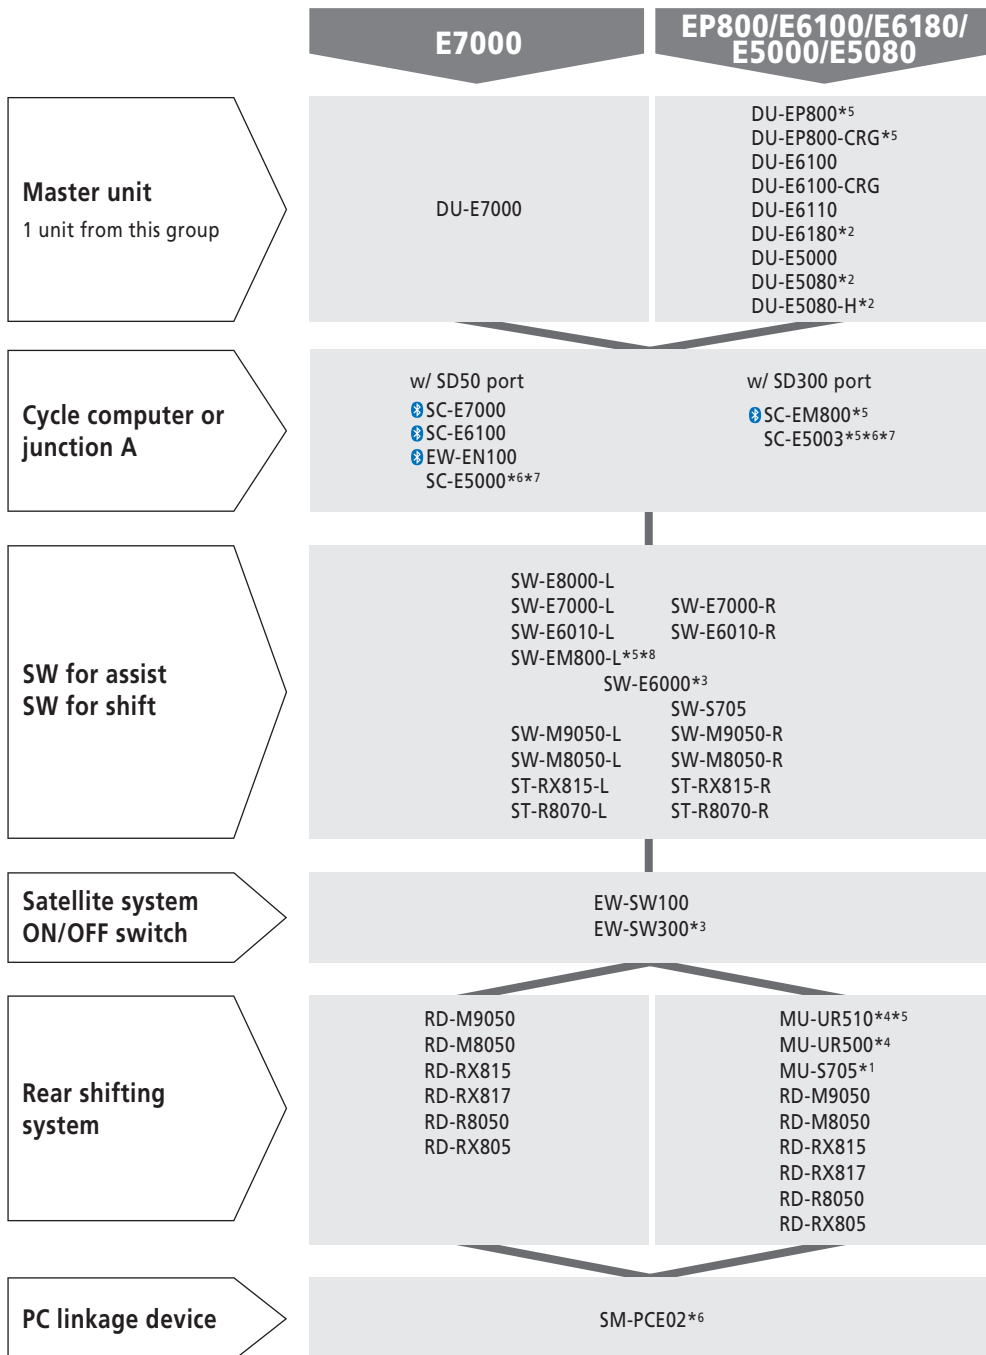 E7000
EP800/E6100/E6180/
E5000/E5080
Master unit
1 unit from this group
DU-E7000
DU-EP800*5
DU-EP800-CRG*5
DU-E6100
DU-E6100-CRG
DU-E6110
DU-E6180*2
DU-E5000
DU-E5080*2
DU-E5080-H*2
Cycle computer or
junction A
w/ SD50 port
SC-E7000
SC-E6100
EW-EN100
SC-E5000*6*7
w/ SD300 port
SC-EM800*5
SC-E5003*5*6*7
SW for assist
SW for shift
SW-E8000-L
SW-E7000-L SW-E7000-R
SW-E6010-L SW-E6010-R
SW-EM800-L*5*8
SW-E6000*3
SW-S705
SW-M9050-L SW-M9050-R
SW-M8050-L SW-M8050-R
ST-RX815-L ST-RX815-R
ST-R8070-L ST-R8070-R
Satellite system
ON/OFF switch
EW-SW100
EW-SW300*3
Rear shifting
system
RD-M9050
RD-M8050
RD-RX815
RD-RX817
RD-R8050
RD-RX805
MU-UR510*4*5
MU-UR500*4
MU-S705*1
RD-M9050
RD-M8050
RD-RX815
RD-RX817
RD-R8050
RD-RX805
PC linkage device
SM-PCE02*6